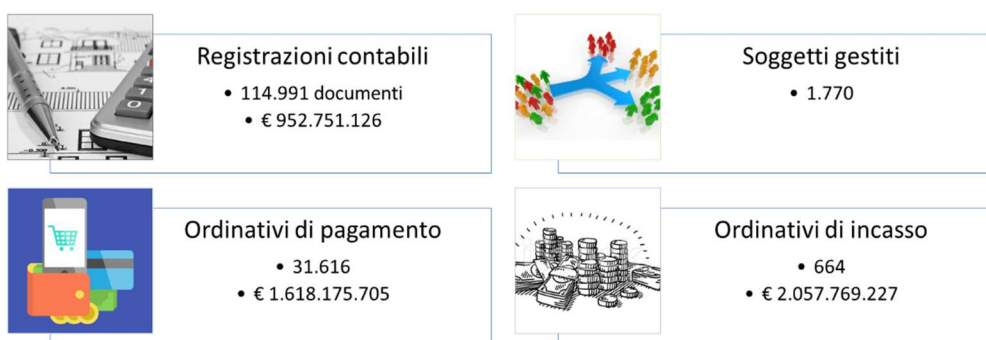 Registrazioni contabili
• 114.991 documenti
• € 952.751.126
Soggetti gestiti
• 1.770
Ordinativi di pagamento
• 31.616
• € 1.618.175.705
Ordinativi di incasso
• 664
• € 2.057.769.227